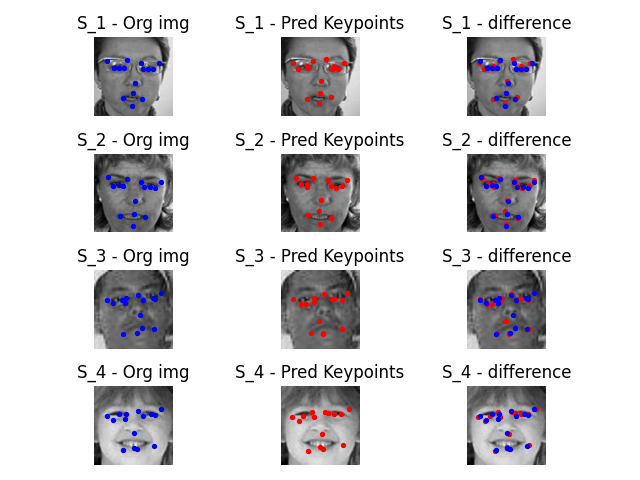 S_1 - Org img
S_1 - Pred Keypoints
S_1 - difference
S_2 - Org img
S_2 - Pred Keypoints
S_2 - difference
S_3 - Org img
S_3 - Pred Keypoints
S_3 - difference
S_4 - Org img
S_4 - Pred Keypoints
S_4 - difference